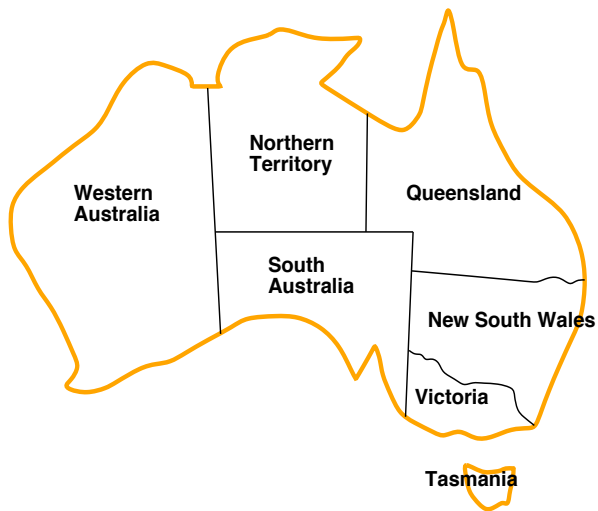 Northern
Territory
Western
Australia
Queensland
South
Australia
New South Wales
Victoria
Tasmania